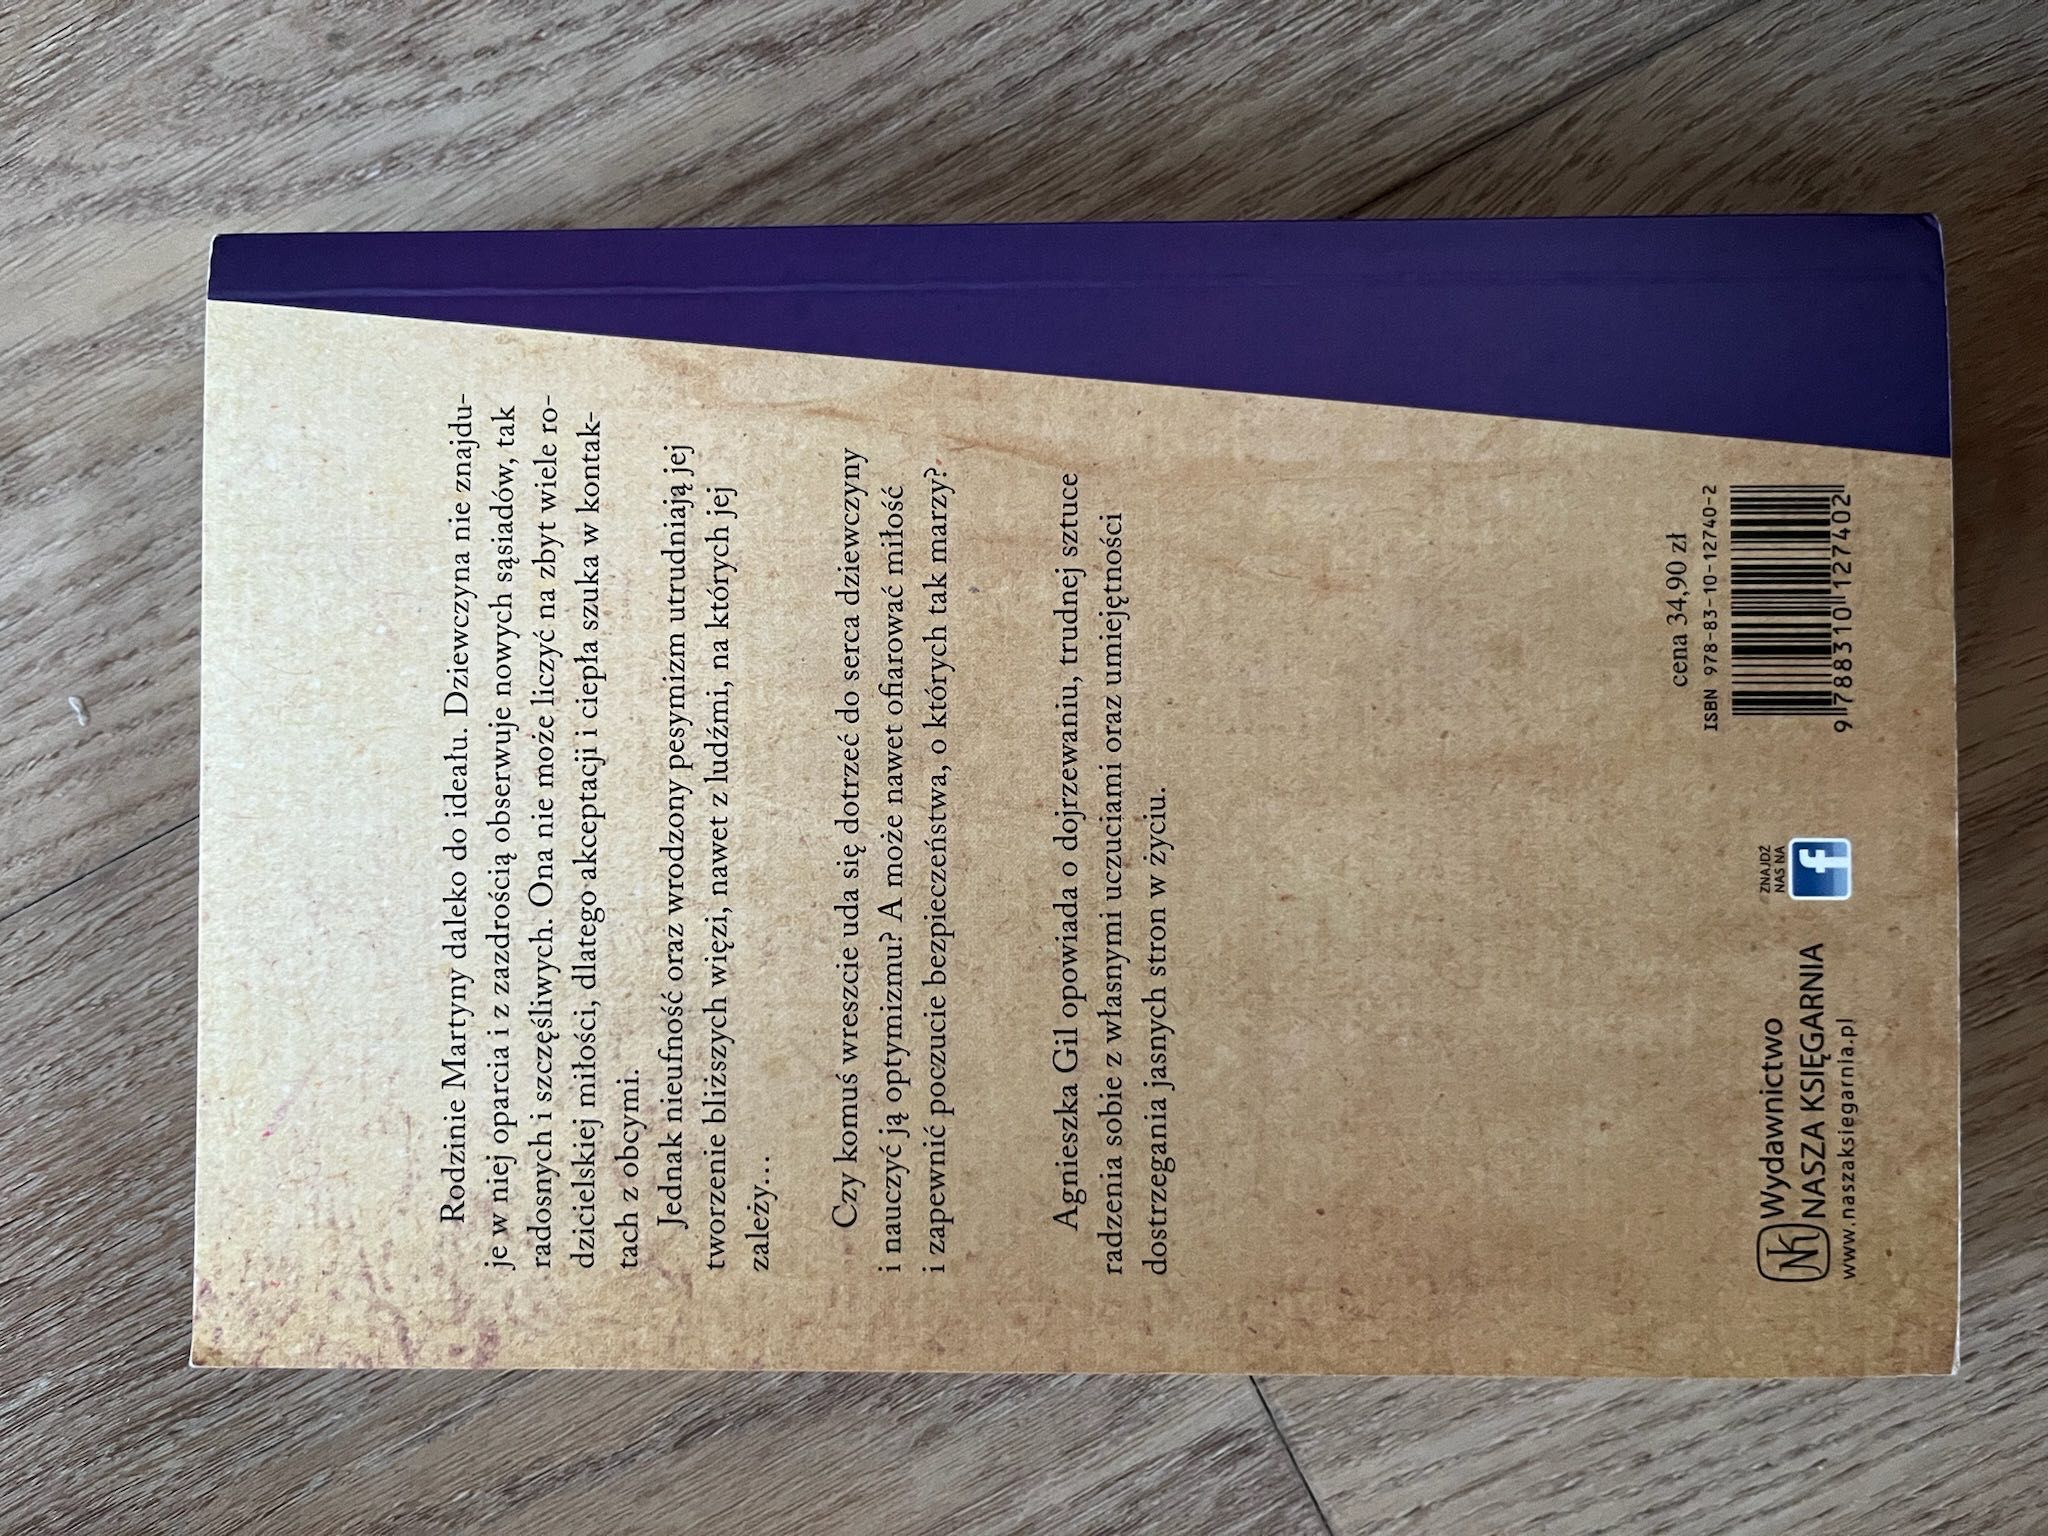 Rodzinie Martyny daleko do ideału. Dziewczyna nie znajdu-
je w niej oparcia i z zazdrością obserwuje nowych sąsiadów, tak
radosnych i szczęśliwych. Ona nie może liczyć na zbyt wiele ro-
dzicielskiej miłości, dlatego akceptacji i ciepła szuka w kontak-
tach z obcymi.
Jednak nieufność oraz wrodzony pesymizm utrudniają jej
tworzenie bliższych więzi, nawet z ludźmi, na których jej
zależy...
Czy komuś wreszcie uda się dotrzeć do serca dziewczyny
i nauczyć ją optymizmu? A może nawet ofiarować miłość
i zapewnić poczucie bezpieczeństwa, o których tak marzy?
Agnieszka Gil opowiada o dojrzewaniu, trudnej sztuce
radzenia sobie z własnymi uczuciami oraz umiejętności
dostrzegania jasnych stron w życiu.
Wydawnictwo
NASZA KSIĘGARNIA
www.naszaksiegarnia.pl
ZNAJDŹ
NAS NA
f
cena 34,90 zł
ISBN 978-83-10-12740-2
9 788310 127402